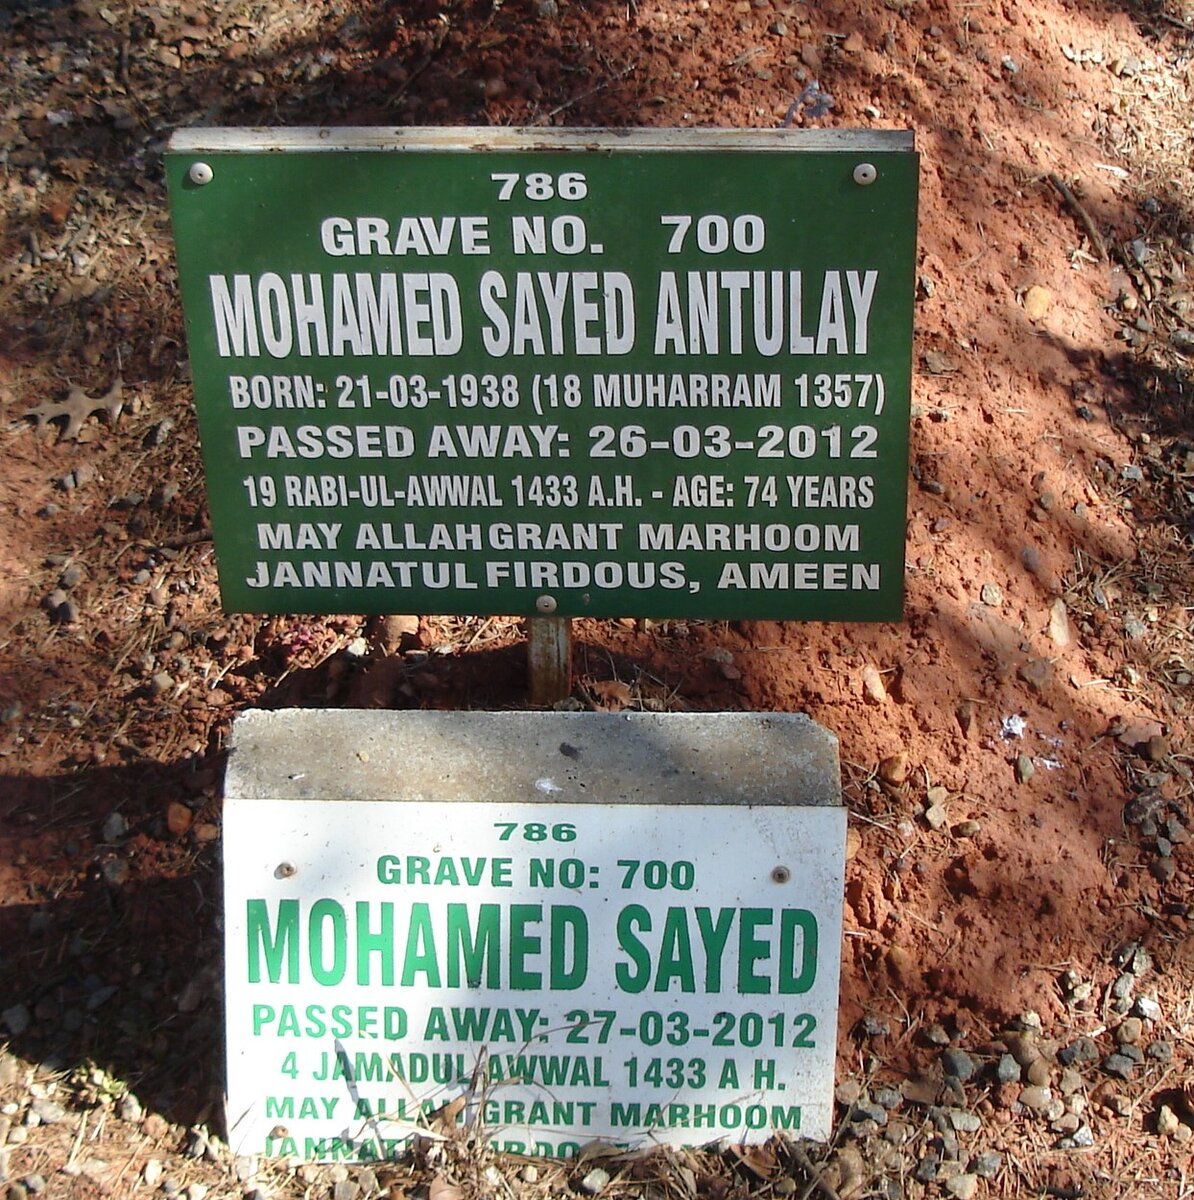 786
GRAVE NO. 700
MOHAMED SAYED ANTULAY
BORN: 21-03-1938 (18 MUHARRAM 1357)
PASSED AWAY: 26-03-2012
19 RABI-UL-AWWAL 1433 A.H. - AGE: 74 YEARS
MAY ALLAH GRANT MARHOOM
JANNATUL FIRDOUS, AMEEN
786
GRAVE NO: 700
MOHAMED SAYED
PASSED AWAY: 27-03-2012
4 JAMADUL AWWAL 1433 A H.
MAY ALLAH GRANT MARHOOM